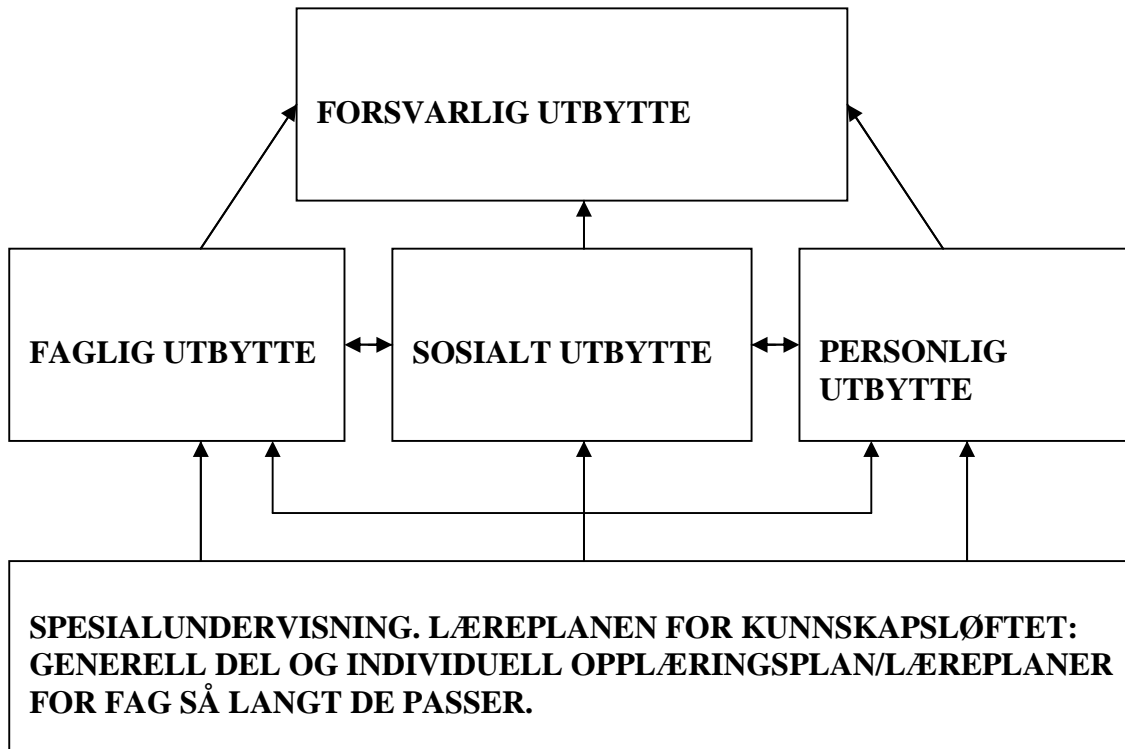 FORSVARLIG UTBYTTE
FAGLIG UTBYTTE
SOSIALT UTBYTTE
PERSONLIG
UTBYTTE
SPESIALUNDERVISNING. LÆREPLANEN FOR KUNNSKAPSLØFTET:
GENERELL DEL OG INDIVIDUELL OPPLÆRINGSPLAN/LÆREPLANER
FOR FAG SÅ LANGT DE PASSER.